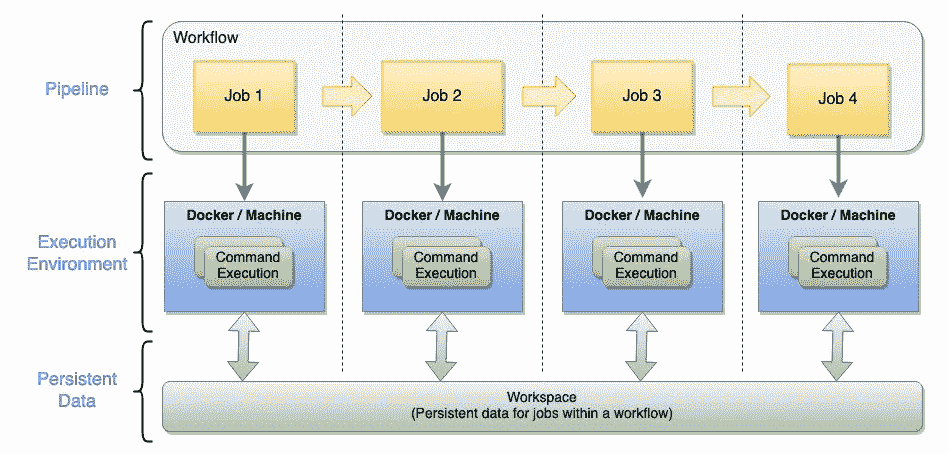 Workflow
Pipeline
Job 1
Job 2
Job 3
Job 4
Execution
Environment
Docker / Machine
Command
Execution
Docker / Machine
Command
Execution
Docker / Machine
Command
Execution
Docker / Machine
Command
Execution
Persistent
Data
Workspace
(Persistent data for jobs within a workflow)